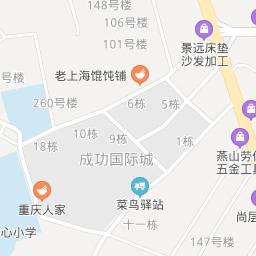 148号楼
106号楼
101号楼
景远床垫
沙发加工
老上海馄饨铺
260号楼
6栋
5栋
10栋
9栋
1栋
18栋
成功国际城
燕山劳
五金工具
重庆人家
菜鸟驿站
十一栋
尚层
心小学
147号楼